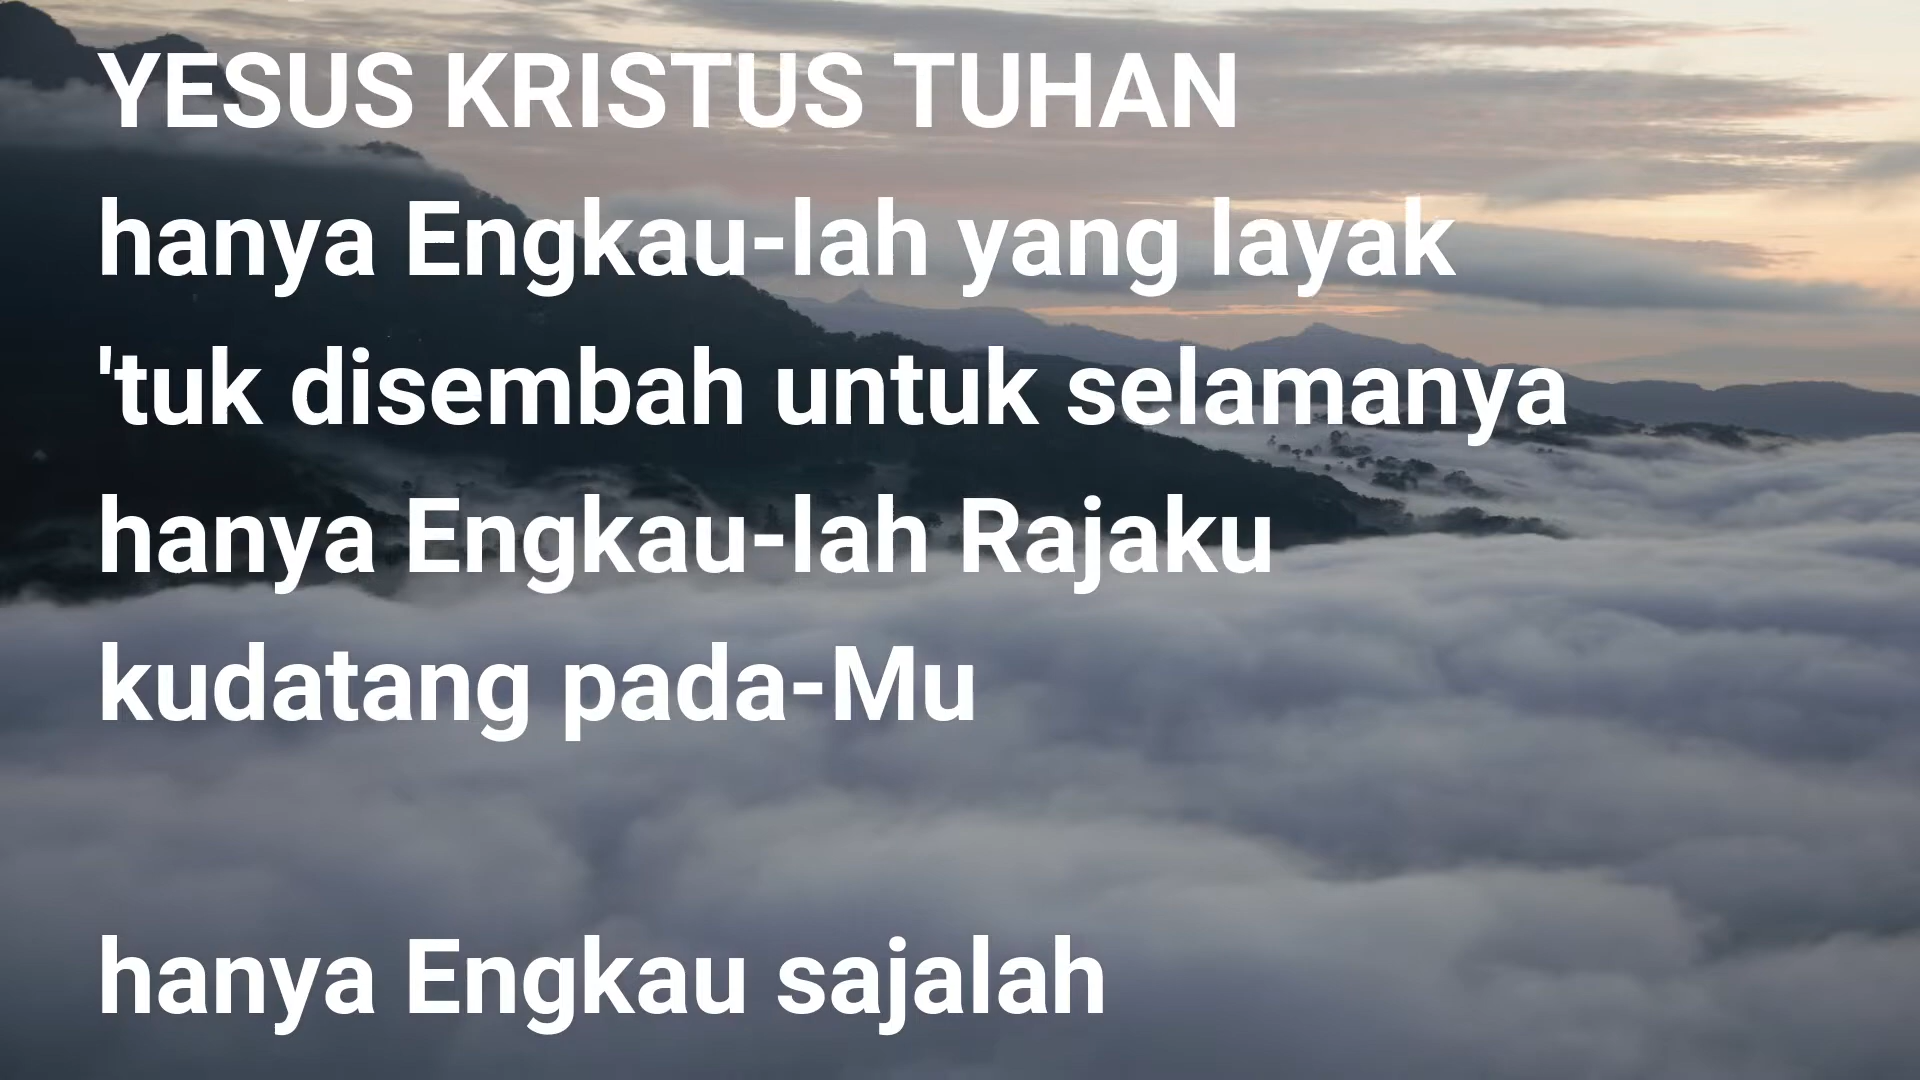 YESUS KRISTUS TUHAN
hanya Engkau-lah yang layak
'tuk disembah untuk selamanya
hanya Engkau-lah Rajaku
kudatang pada-Mu
hanya Engkau sajalah